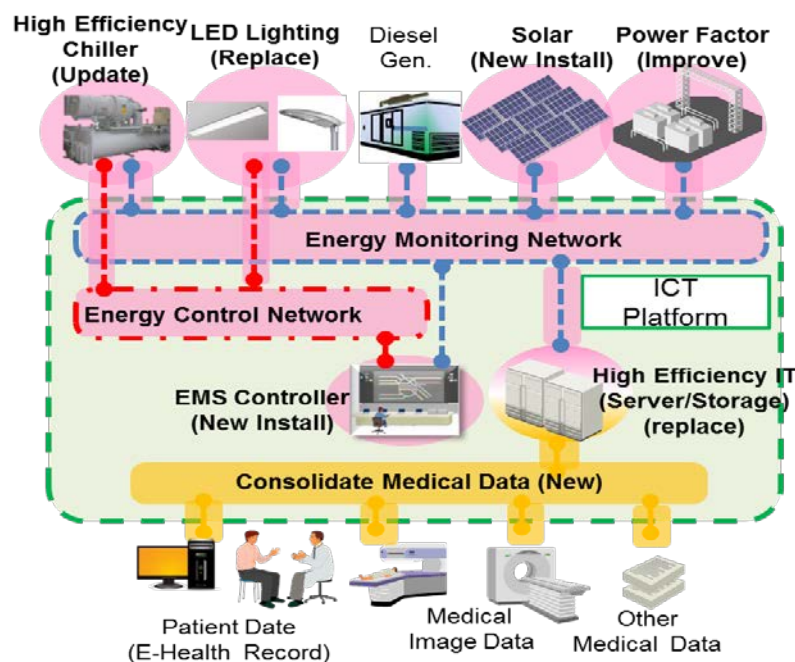 High Efficiency
Chiller
(Update)
LED Lighting
(Replace)
Diesel
Gen.
Solar
(New Install)
Power Factor
(Improve)
Energy Monitoring Network
Energy Control Network
ICT
Platform
EMS Controller
(New Install)
High Efficiency IT
(Server/Storage)
(replace)
Consolidate Medical Data (New)
Patient Date
(E-Health Record)
Medical
Image Data
Other
Medical Data